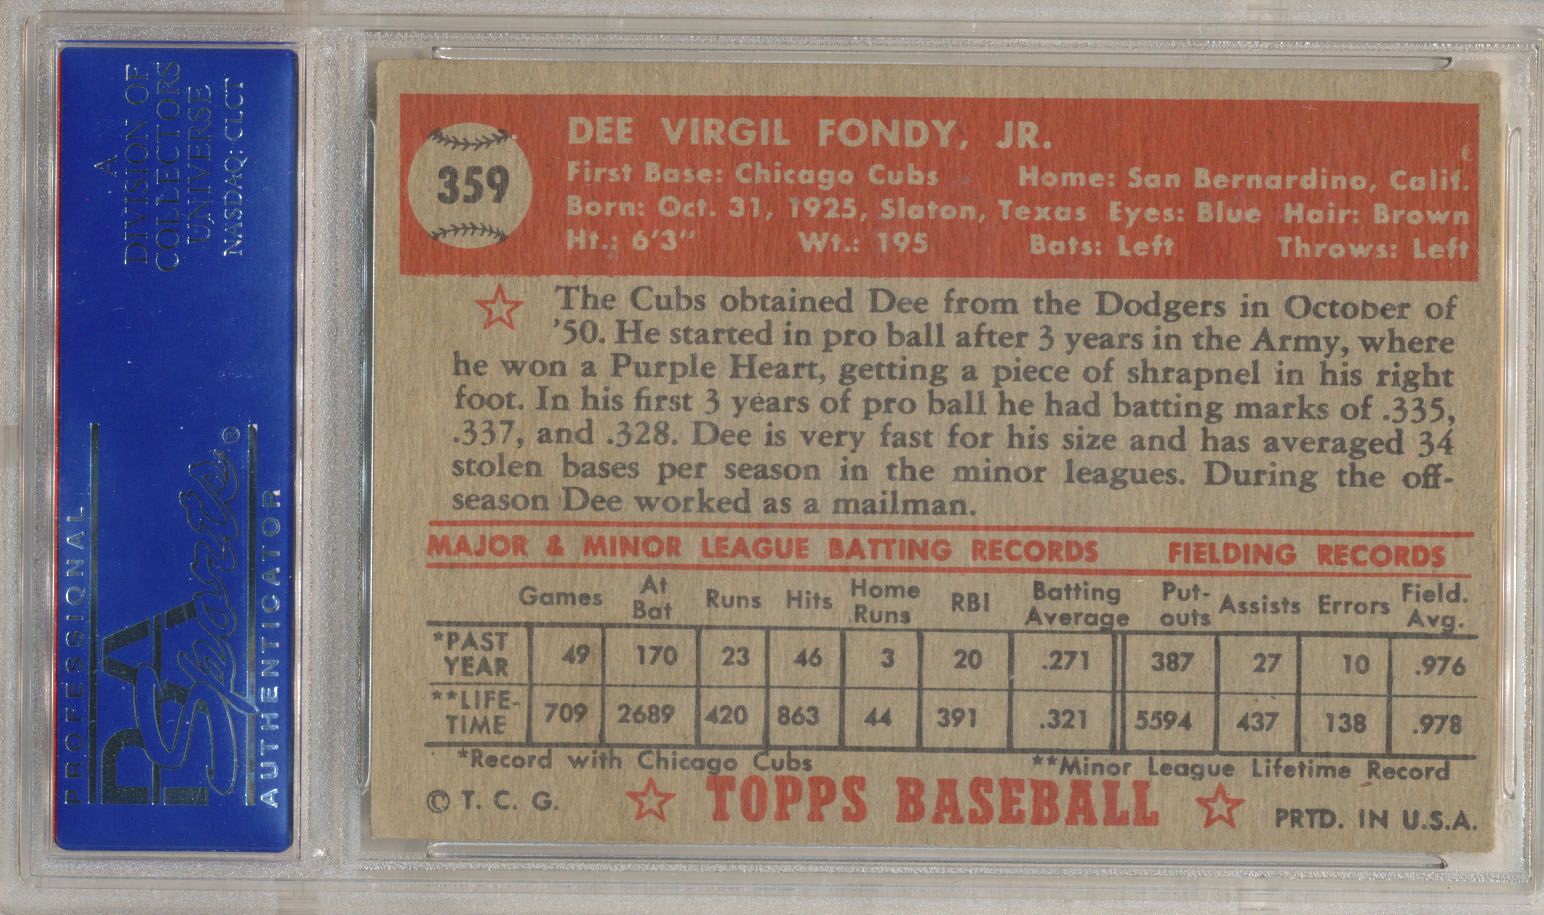 A
DIVISION OF
COLLECTORS
UNIVERSE
NASDAQ: CLCT
PROFESSIONAL
PSA
Sports®
AUTHENTICATOR
359
DEE VIRGIL FONDY, JR.
First Base: Chicago Cubs Home: San Bernardino, Calif.
Born: Oct. 31, 1925, Slaton, Texas Eyes: Blue Hair: Brown
Ht.: 6'3" Wt.: 195 Bats: Left Throws: Left
The Cubs obtained Dee from the Dodgers in October of
'50. He started in pro ball after 3 years in the Army, where
he won a Purple Heart, getting a piece of shrapnel in his right
foot. In his first 3 years of pro ball he had batting marks of .335,
.337, and .328. Dee is very fast for his size and has averaged 34
stolen bases per season in the minor leagues. During the off-
season Dee worked as a mailman.
MAJOR & MINOR LEAGUE BATTING RECORDS FIELDING RECORDS
Games At Bat Runs Hits Home Runs RBI Batting Average Put-outs Assists Errors Field. Avg.
*PAST YEAR 49 170 23 46 3 20 .271 387 27 10 .976
**LIFE-TIME 709 2689 420 863 44 391 .321 5594 437 138 .978
*Record with Chicago Cubs **Minor League Lifetime Record
© T. C. G. TOPPS BASEBALL PRTD. IN U.S.A.